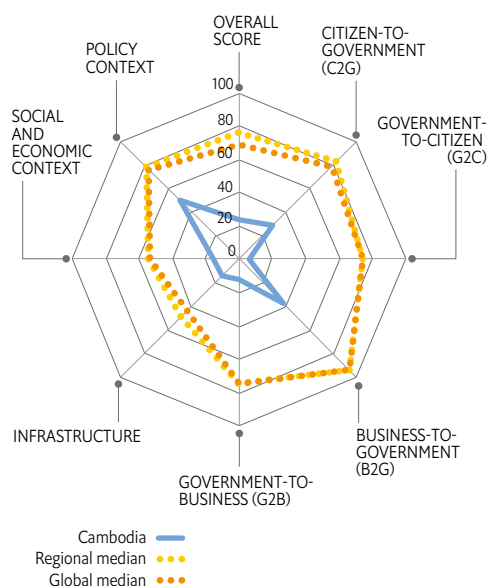 OVERALL
SCORE
CITIZEN-TO-
GOVERNMENT
(C2G)
GOVERNMENT-
TO-CITIZEN
(G2C)
BUSINESS-TO-
GOVERNMENT
(B2G)
GOVERNMENT-TO-
BUSINESS (G2B)
INFRASTRUCTURE
SOCIAL
AND
ECONOMIC
CONTEXT
POLICY
CONTEXT
100
80
60
40
20
0
Cambodia
Regional median
Global median